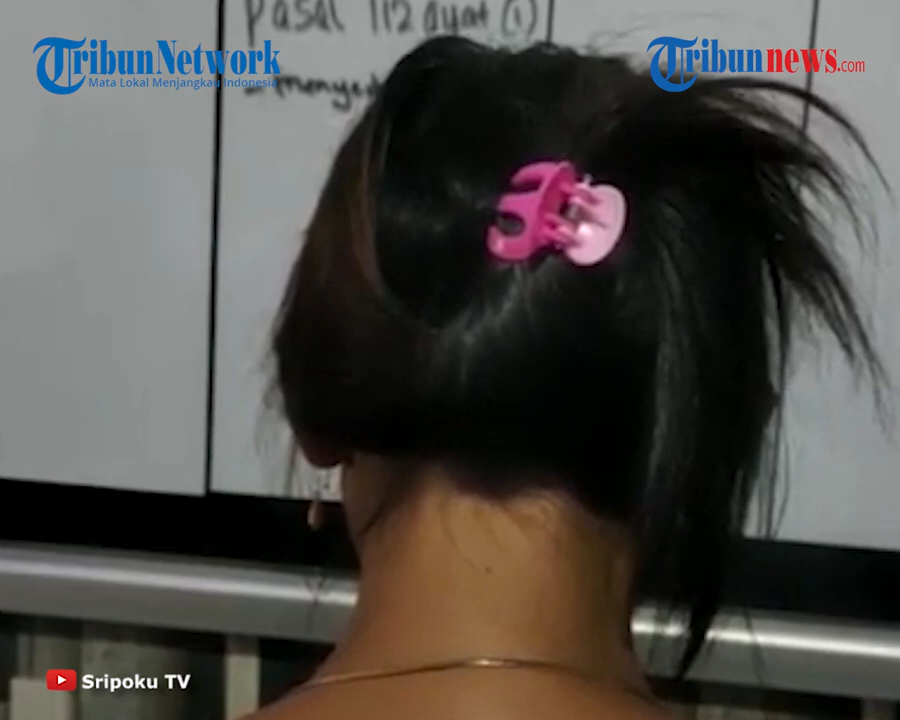 Pasal 112 ayat (1)
TribunNetwork
Mata Lokal Menjangkau Indonesia
Tribunnews.com
Sripoku TV